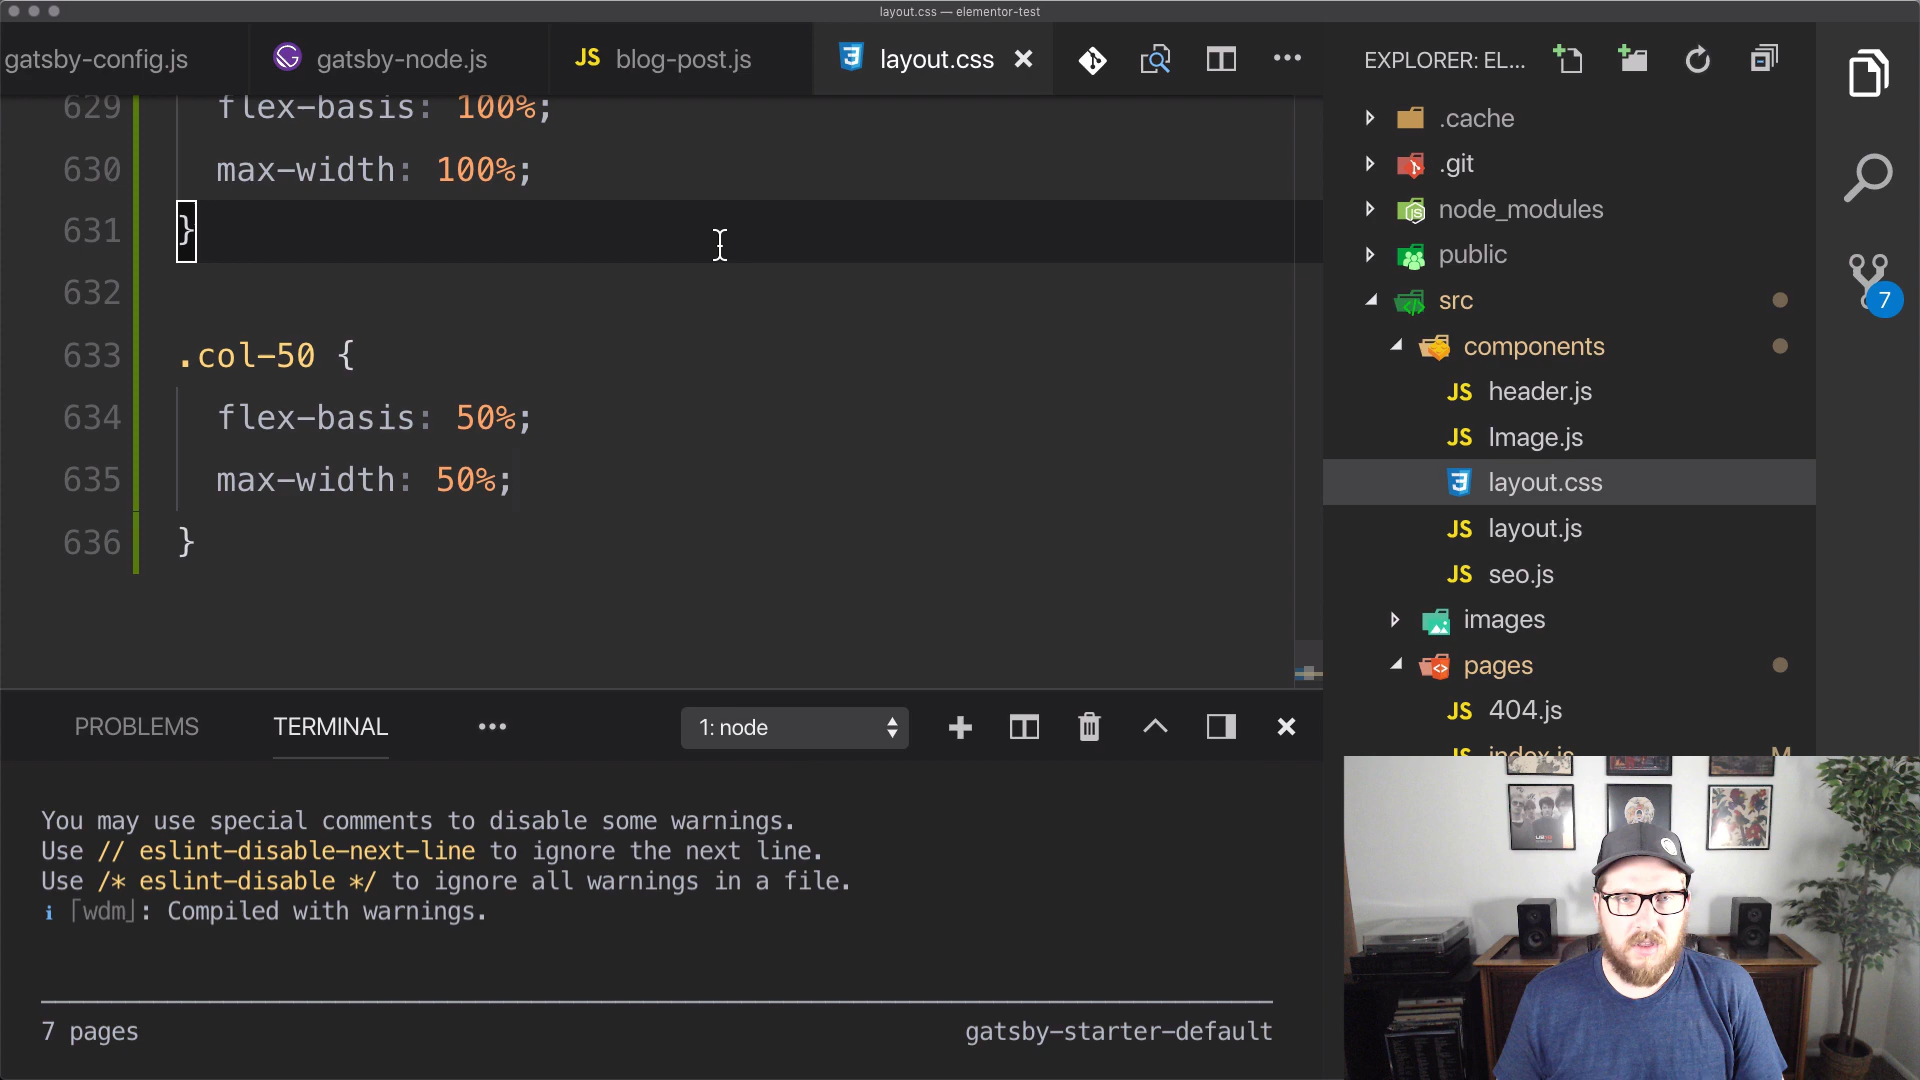 layout.css — elementor-test
gatsby-config.js
gatsby-node.js
JS blog-post.js
layout.css
629 flex-basis: 100%;
630 max-width: 100%;
631 }
632
633 .col-50 {
634 flex-basis: 50%;
635 max-width: 50%;
636 }
EXPLORER: EL...
.cache
.git
node_modules
public
src
components
JS header.js
JS Image.js
layout.css
JS layout.js
JS seo.js
images
pages
JS 404.js
JS index.js M
7
PROBLEMS
TERMINAL
1: node
You may use special comments to disable some warnings.
Use // eslint-disable-next-line to ignore the next line.
Use /* eslint-disable */ to ignore all warnings in a file.
ℹ ｢wdm｣: Compiled with warnings.
7 pages
gatsby-starter-default